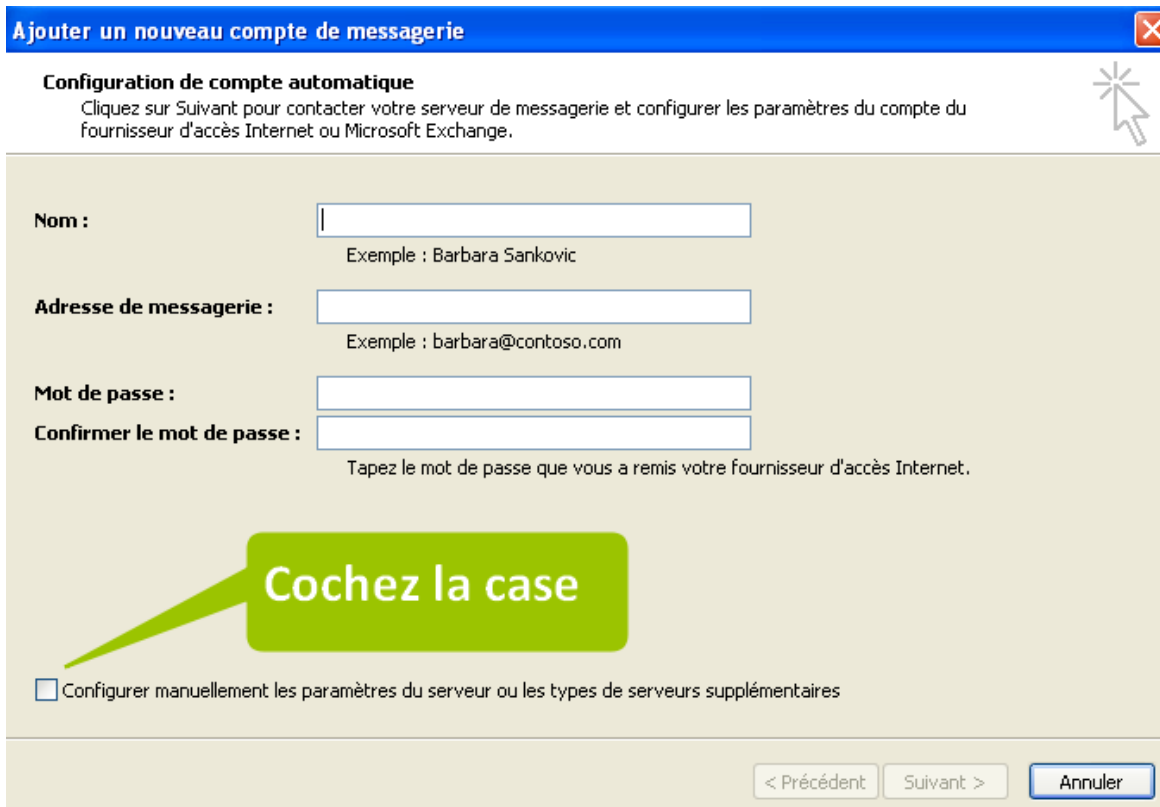 Ajouter un nouveau compte de messagerie
Configuration de compte automatique
Cliquez sur Suivant pour contacter votre serveur de messagerie et configurer les paramètres du compte du
fournisseur d'accès Internet ou Microsoft Exchange.
Nom :
Exemple : Barbara Sankovic
Adresse de messagerie :
Exemple : barbara@contoso.com
Mot de passe :
Confirmer le mot de passe :
Tapez le mot de passe que vous a remis votre fournisseur d'accès Internet.
Cochez la case
Configurer manuellement les paramètres du serveur ou les types de serveurs supplémentaires
< Précédent Suivant > Annuler